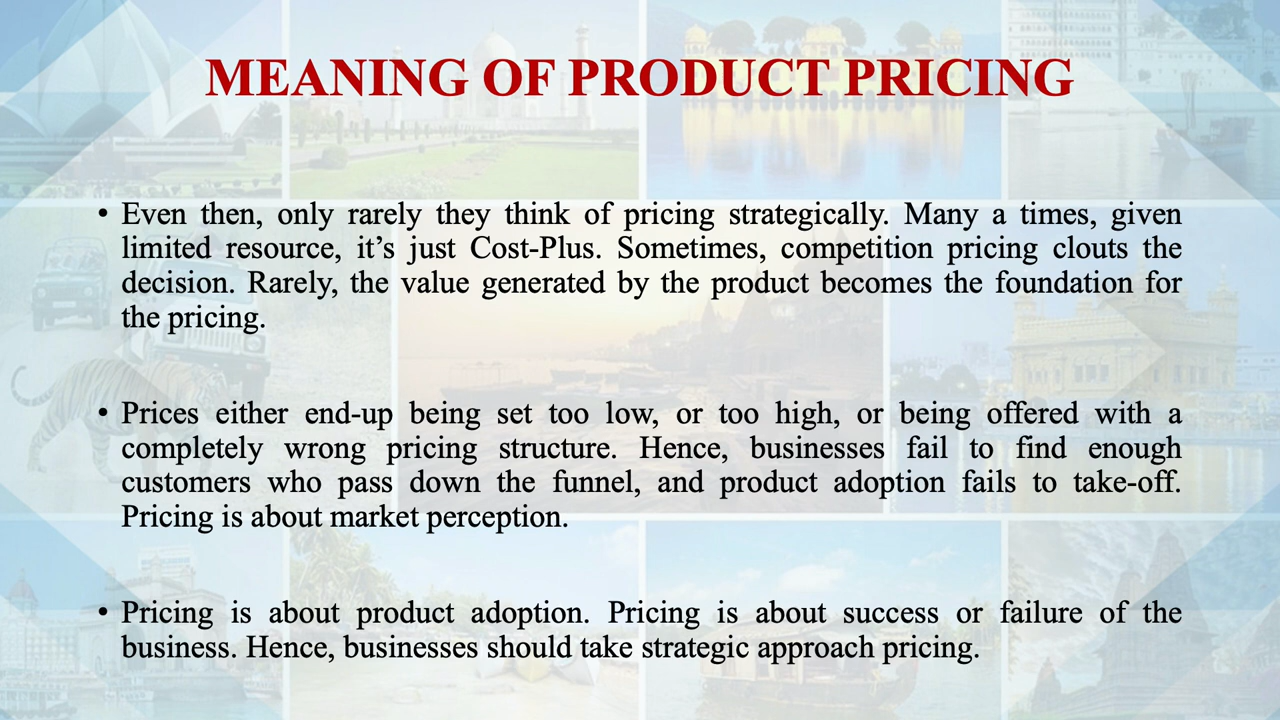 MEANING OF PRODUCT PRICING
• Even then, only rarely they think of pricing strategically. Many a times, given
limited resource, it’s just Cost-Plus. Sometimes, competition pricing clouts the
decision. Rarely, the value generated by the product becomes the foundation for
the pricing.
• Prices either end-up being set too low, or too high, or being offered with a
completely wrong pricing structure. Hence, businesses fail to find enough
customers who pass down the funnel, and product adoption fails to take-off.
Pricing is about market perception.
• Pricing is about product adoption. Pricing is about success or failure of the
business. Hence, businesses should take strategic approach pricing.